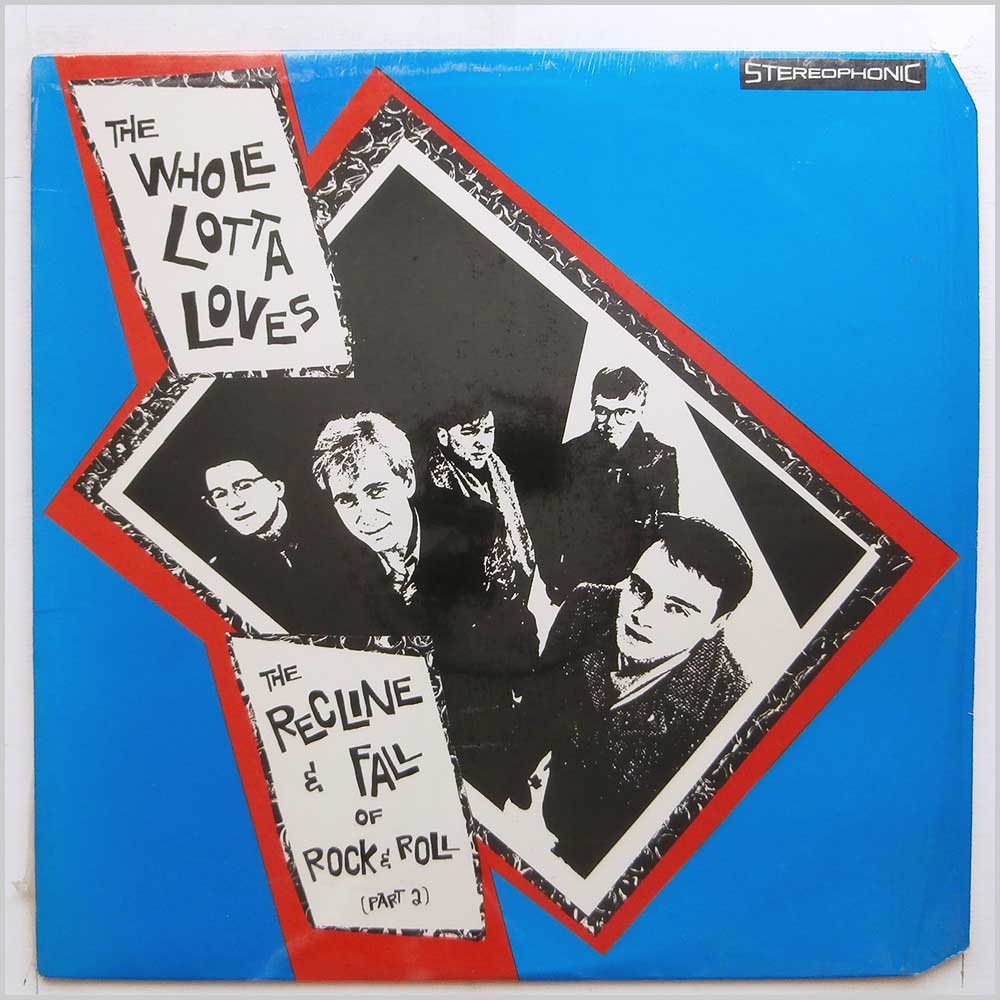 STEREOPHONIC
THE
WHOLE
LOTTA
LOVES
THE
RECLINE
& FALL
OF
ROCK & ROLL
(PART 2)